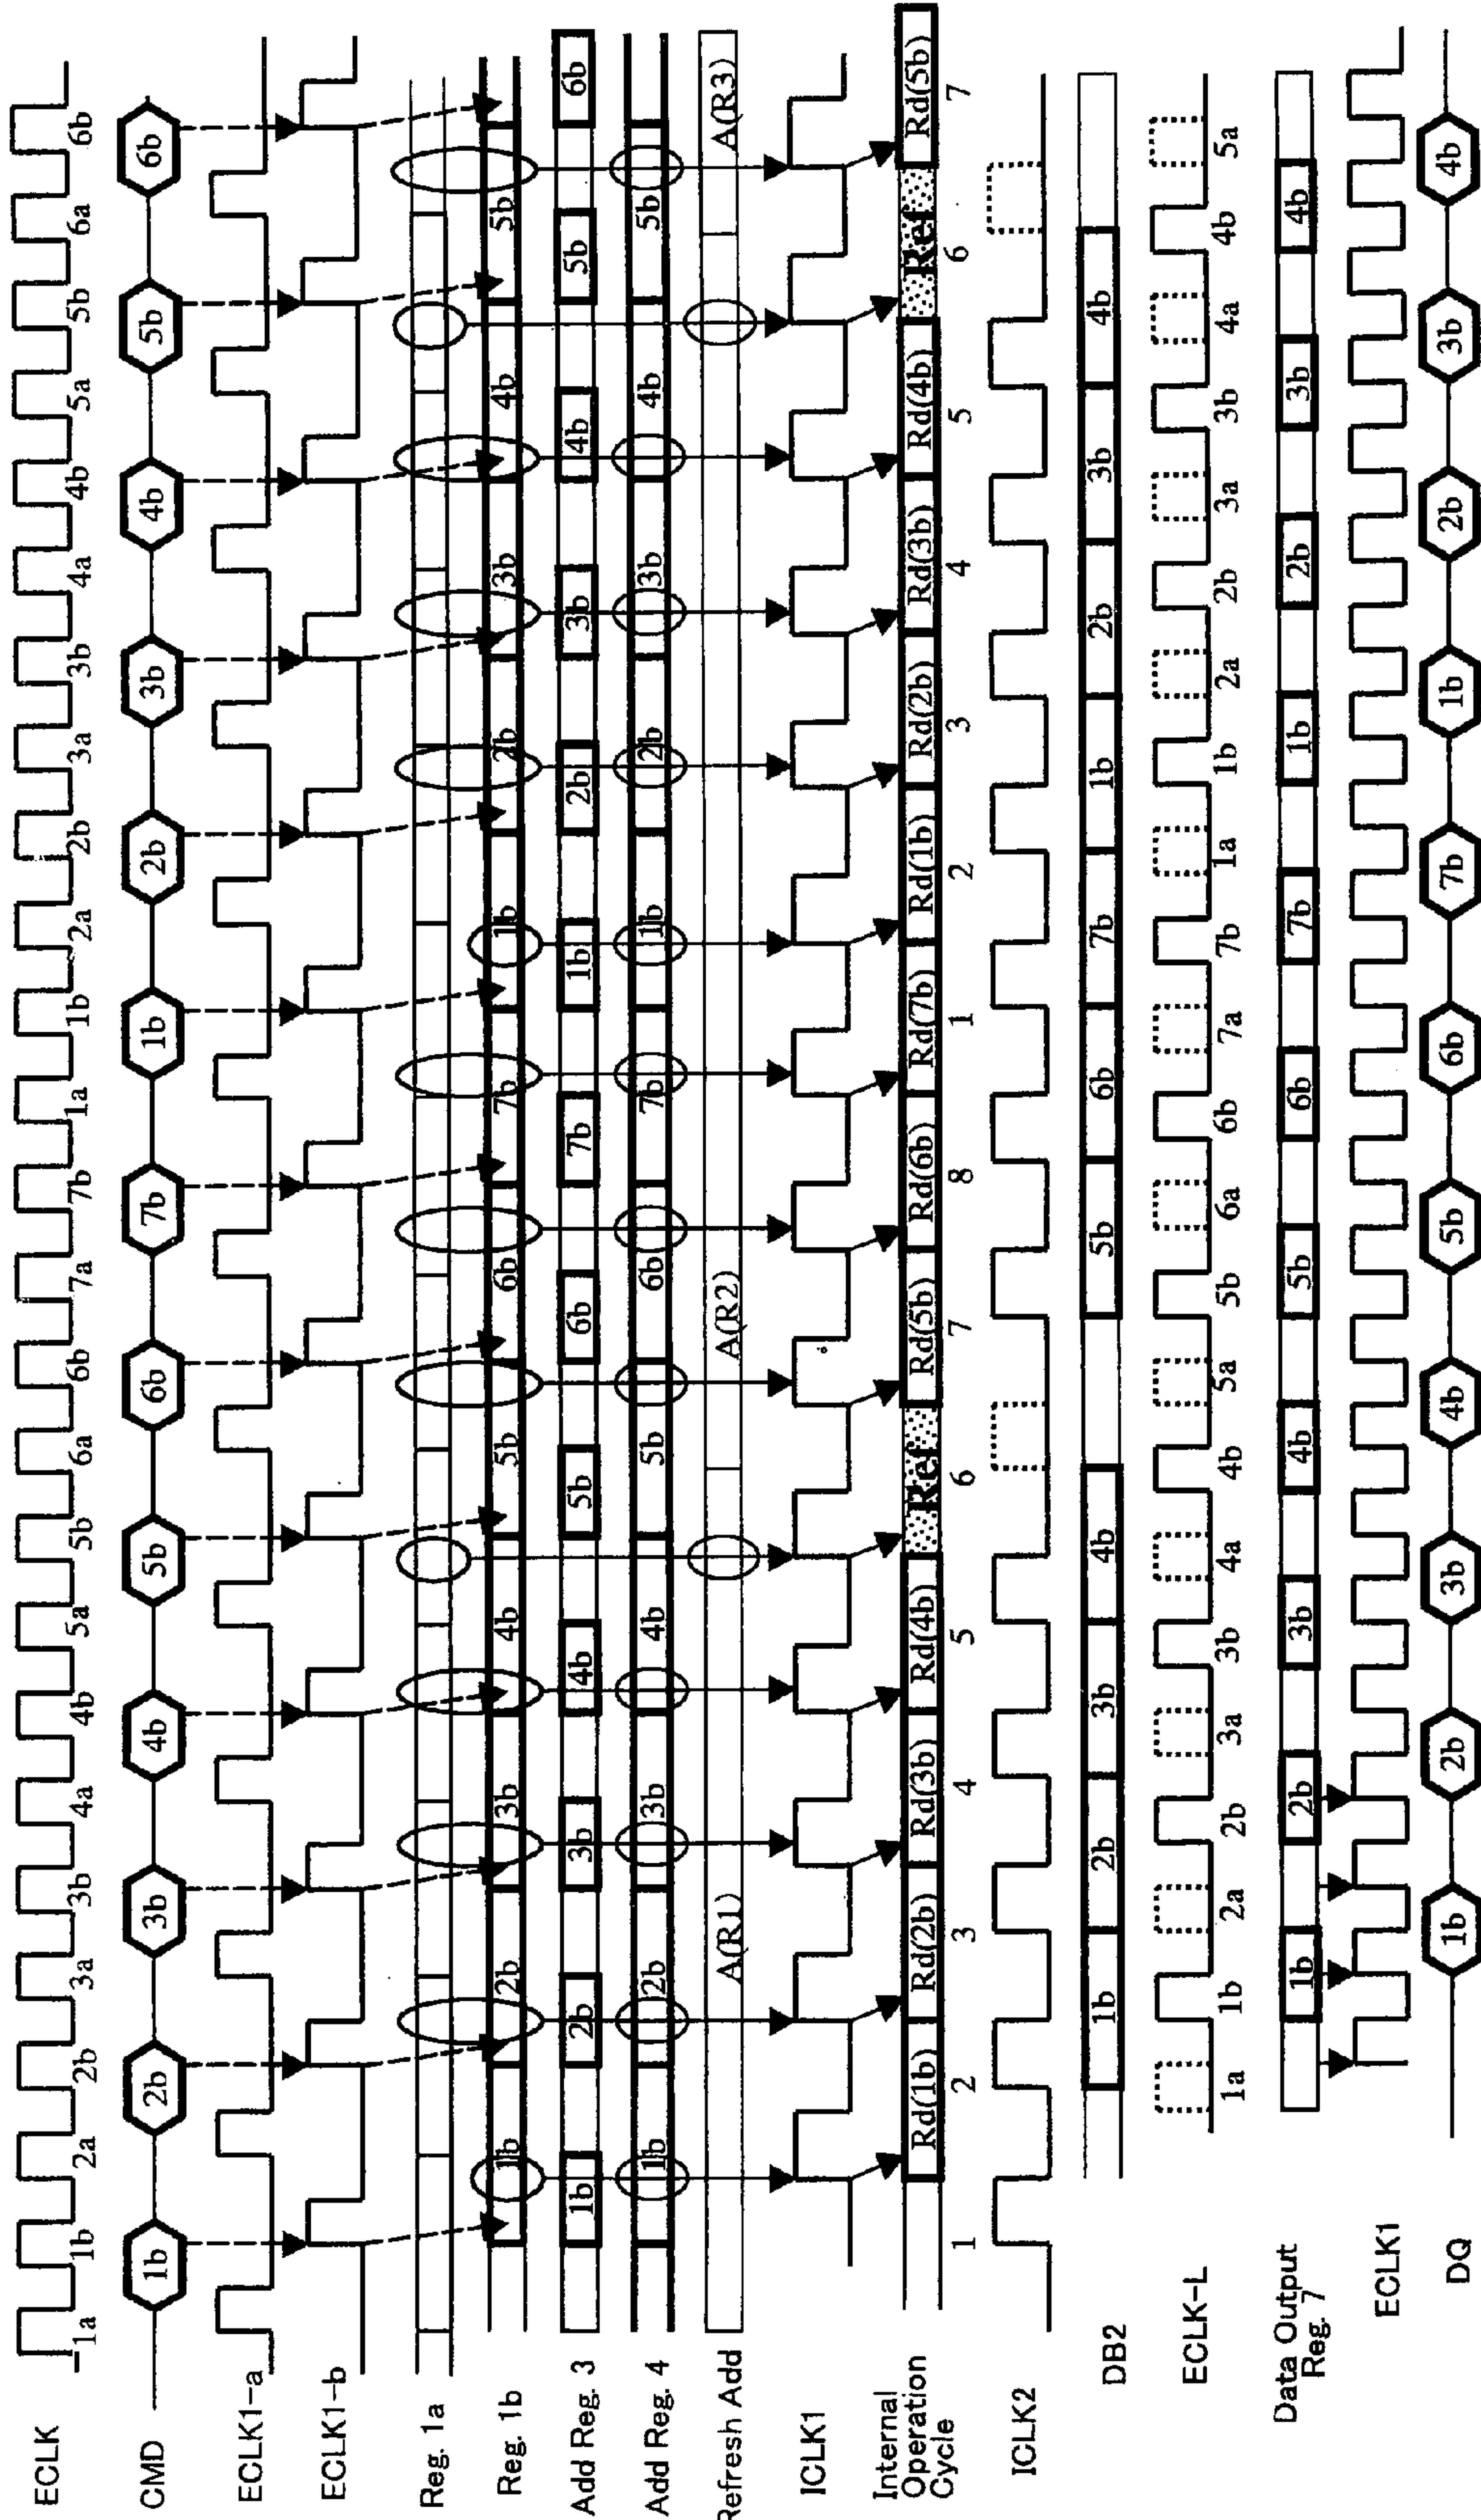 ECLK
1a 1b 2a 2b 3a 3b 4a 4b 5a 5b 6a 6b 7a 7b 1a 1b 2a 2b 3a 3b 4a 4b 5a 5b 6a 6b
CMD 1b 2b 3b 4b 5b 6b 7b 1b 2b 3b 4b 5b 6b
ECLK1-a
ECLK1-b
Reg. 1a
Reg. 1b 1b 2b 3b 4b 5b 6b 7b 1b 2b 3b 4b 5b
Add Reg. 3 1b 2b 3b 4b 5b 6b 7b 1b 2b 3b 4b 5b 6b
Add Reg. 4 1b 2b 3b 4b 5b 6b 7b 1b 2b 3b 4b 5b
Refresh Add A(R1) A(R2) A(R3)
ICLK1
Internal
Operation
Cycle
Rd(1b) Rd(2b) Rd(3b) Rd(4b) Ref Rd(5b) Rd(6b) Rd(7b) Rd(1b) Rd(2b) Rd(3b) Rd(4b) Ref Rd(5b)
1 2 3 4 5 6 7 8 1 2 3 4 5 6 7
ICLK2
DB2 1b 2b 3b 4b 5b 6b 7b 1b 2b 3b 4b
ECLK-L
1a 1b 2a 2b 3a 3b 4a 4b 5a 5b 6a 6b 7a 7b 1a 1b 2a 2b 3a 3b 4a 4b 5a
Data Output
Reg. 7
1b 2b 3b 4b 5b 6b 7b 1b 2b 3b 4b
ECLK1
DQ 1b 2b 3b 4b 5b 6b 7b 1b 2b 3b 4b